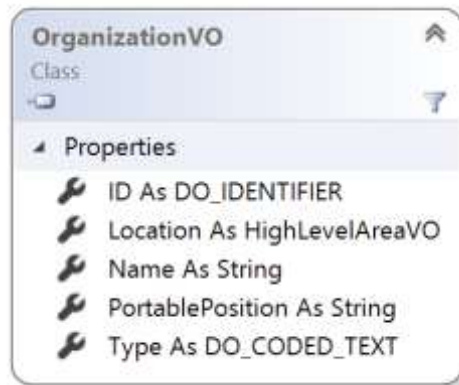 OrganizationVO
Class
Properties
ID As DO_IDENTIFIER
Location As HighLevelAreaVO
Name As String
PortablePosition As String
Type As DO_CODED_TEXT